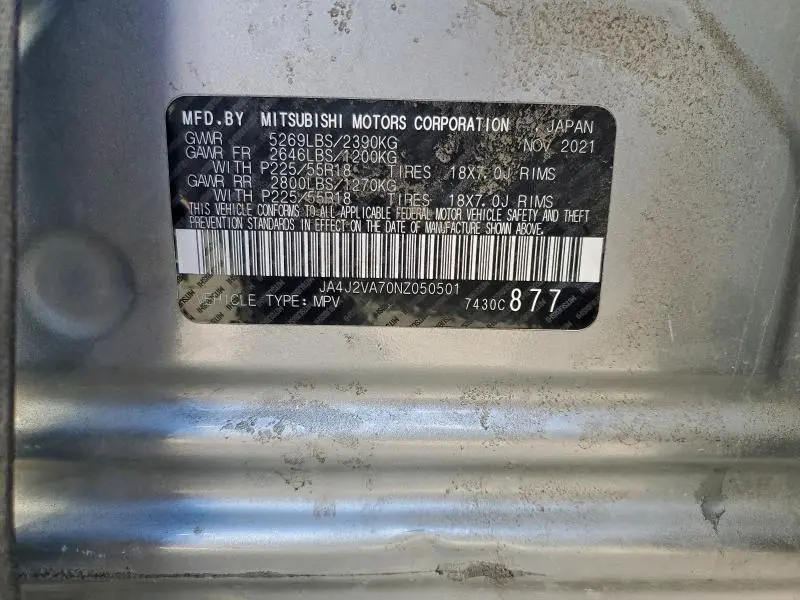 MFD.BY MITSUBISHI MOTORS CORPORATION JAPAN
GVWR 5269LBS/2390KG NOV 2021
GAWR FR 2646LBS/1200KG
WITH P225/55R18 TIRES 18X7.0J RIMS
GAWR RR 2800LBS/1270KG
WITH P225/55R18 TIRES 18X7.0J RIMS
THIS VEHICLE CONFORMS TO ALL APPLICABLE FEDERAL MOTOR VEHICLE SAFETY AND THEFT
PREVENTION STANDARDS IN EFFECT ON THE DATE OF MANUFACTURE SHOWN ABOVE.
JA4J2VA70NZ050501
VEHICLE TYPE: MPV 7430C877